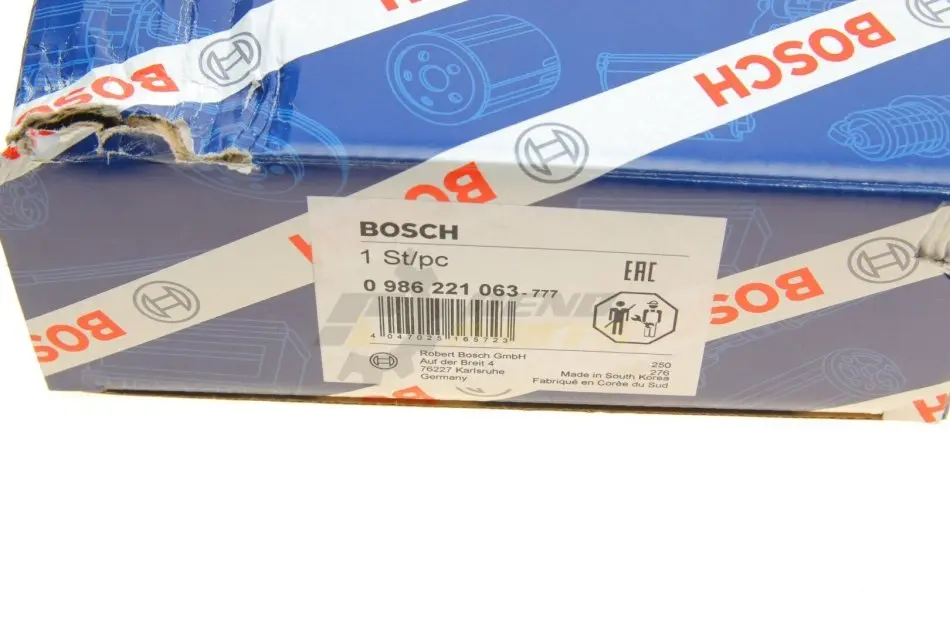 BOSCH
BOSCH
BOSCH
BOSCH
BOSCH
BOSCH
1 St/pc
EAC
0 986 221 063-777
4 047025 165723
Robert Bosch GmbH
Auf der Breit 4
76227 Karlsruhe
Germany
250
276
Made in South Korea
Fabriqué en Corée du Sud